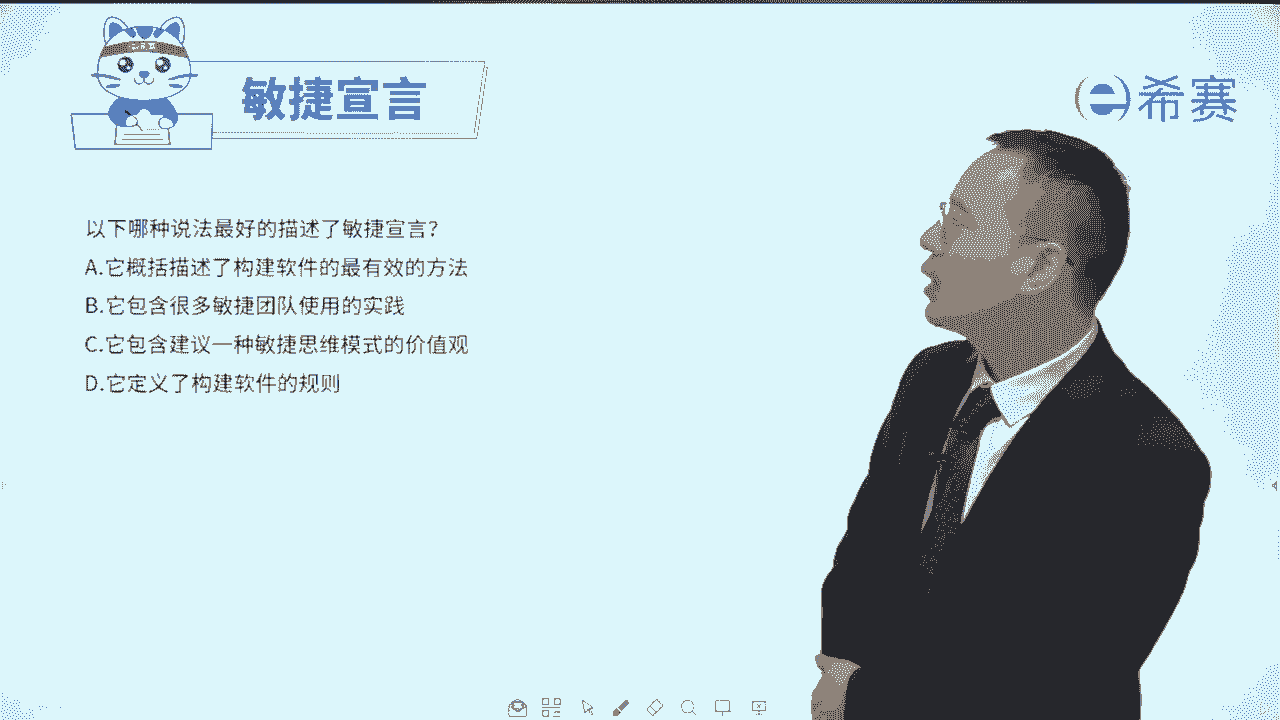 敏捷宣言
希赛
以下哪种说法最好的描述了敏捷宣言?
A.它概括描述了构建软件的最有效的方法
B.它包含很多敏捷团队使用的实践
C.它包含建议一种敏捷思维模式的价值观
D.它定义了构建软件的规则